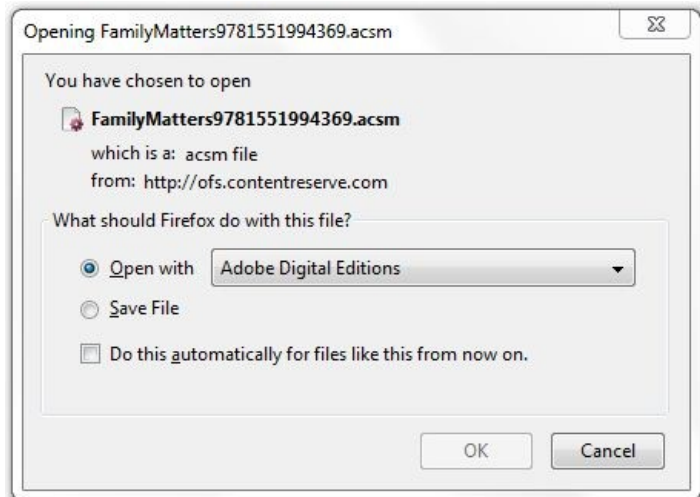 Opening FamilyMatters9781551994369.acsm
You have chosen to open
FamilyMatters9781551994369.acsm
which is a: acsm file
from: http://ofs.contentreserve.com
What should Firefox do with this file?
Open with Adobe Digital Editions
Save File
Do this automatically for files like this from now on.
OK Cancel